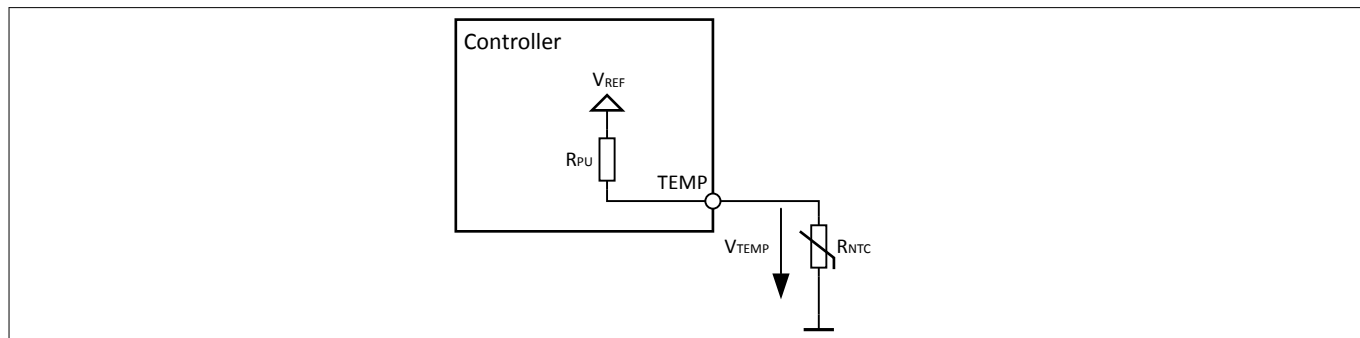 Controller
VREF
RPU
TEMP
VTEMP
RNTC